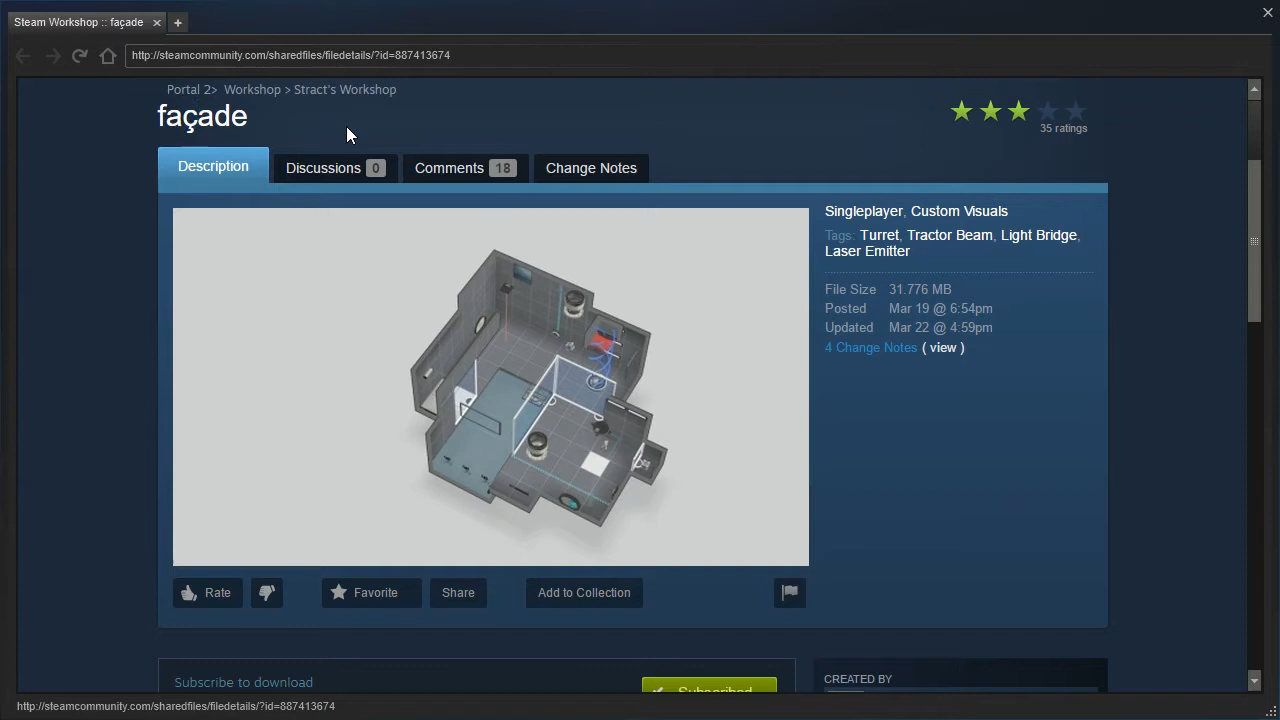 Steam Workshop :: façade
http://steamcommunity.com/sharedfiles/filedetails/?id=887413674
Portal 2> Workshop > Stract's Workshop
façade
35 ratings
Description
Discussions 0
Comments 18
Change Notes
Singleplayer, Custom Visuals
Tags: Turret, Tractor Beam, Light Bridge,
Laser Emitter
File Size 31.776 MB
Posted Mar 19 @ 6:54pm
Updated Mar 22 @ 4:59pm
4 Change Notes ( view )
Rate
Favorite
Share
Add to Collection
Subscribe to download
Subscribed
CREATED BY
http://steamcommunity.com/sharedfiles/filedetails/?id=887413674